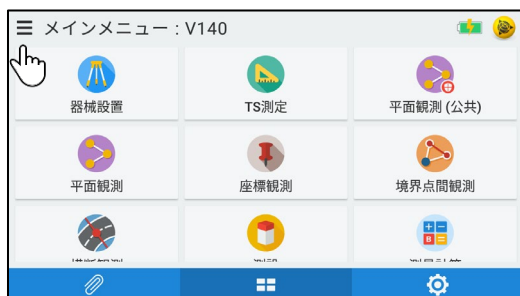 メインメニュー : V140
器械設置
TS測定
平面観測 (公共)
平面観測
座標観測
境界点間観測